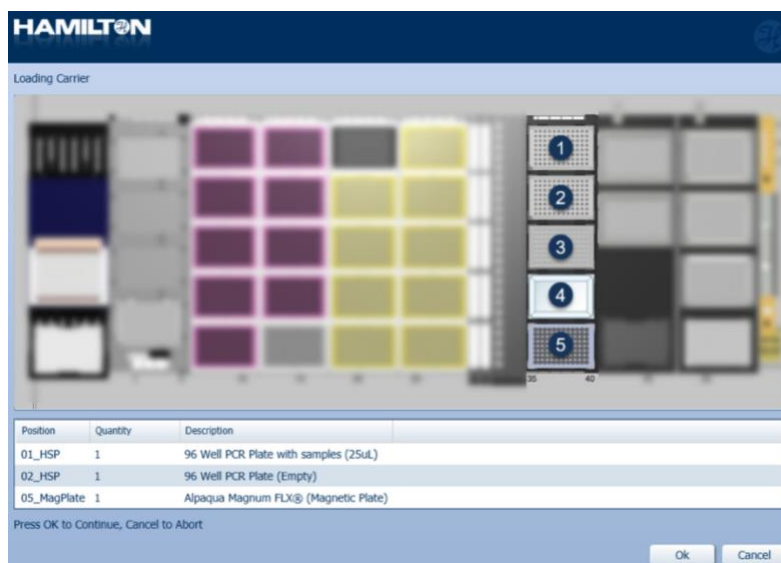 HAMILTON
Loading Carrier
1
2
3
4
5
35 40
Position Quantity Description
01_HSP 1 96 Well PCR Plate with samples (25uL)
02_HSP 1 96 Well PCR Plate (Empty)
05_MagPlate 1 Alpaqua Magnum FLX® (Magnetic Plate)
Press OK to Continue, Cancel to Abort
Ok Cancel